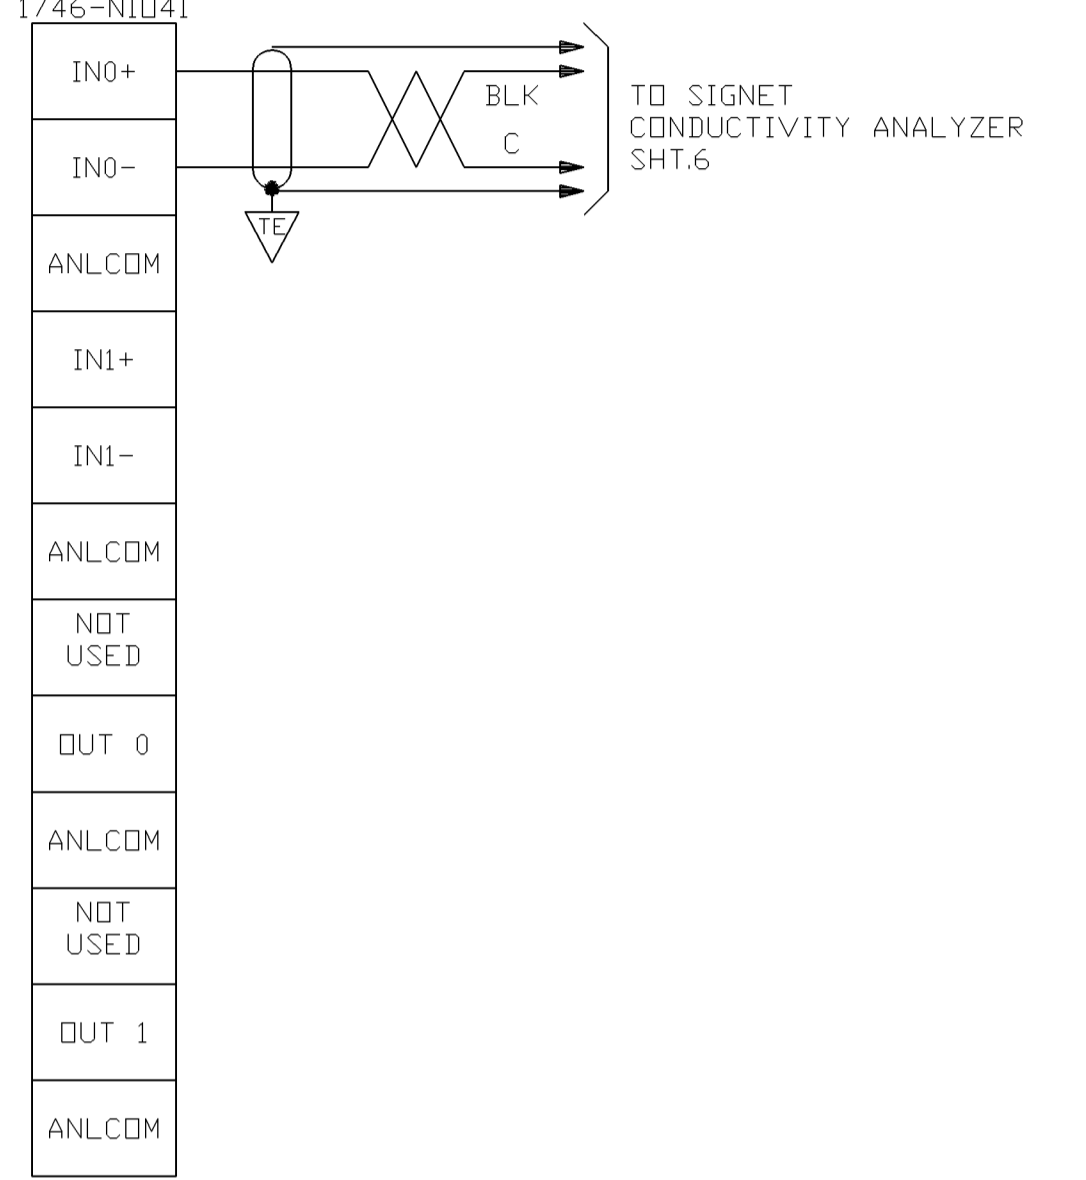 1746-NIO4I
IN0+
BLK
TO SIGNET
CONDUCTIVITY ANALYZER
C
SHT.6
IN0-
TE
ANLCOM
IN1+
IN1-
ANLCOM
NOT
USED
OUT 0
ANLCOM
NOT
USED
OUT 1
ANLCOM